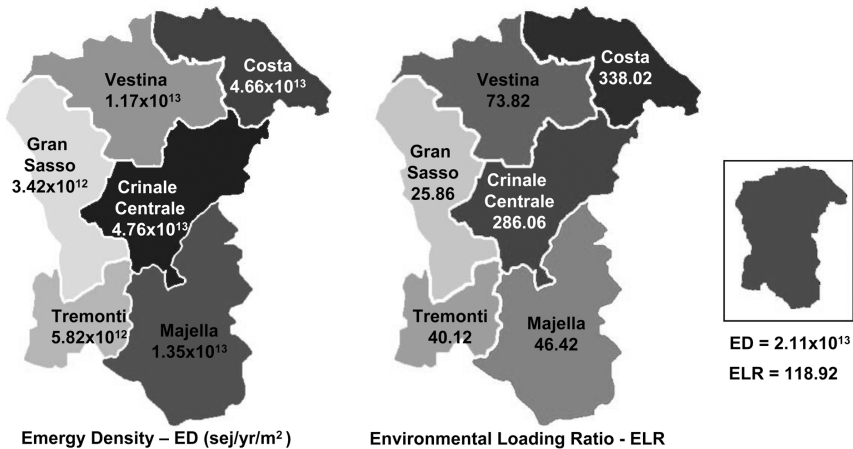 Vestina
1.17x10¹³
Costa
4.66x10¹³
Gran
Sasso
3.42x10¹²
Crinale
Centrale
4.76x10¹³
Tremonti
5.82x10¹²
Majella
1.35x10¹³
Emergy Density – ED (sej/yr/m²)
Vestina
73.82
Costa
338.02
Gran
Sasso
25.86
Crinale
Centrale
286.06
Tremonti
40.12
Majella
46.42
Environmental Loading Ratio - ELR
ED = 2.11x10¹³
ELR = 118.92